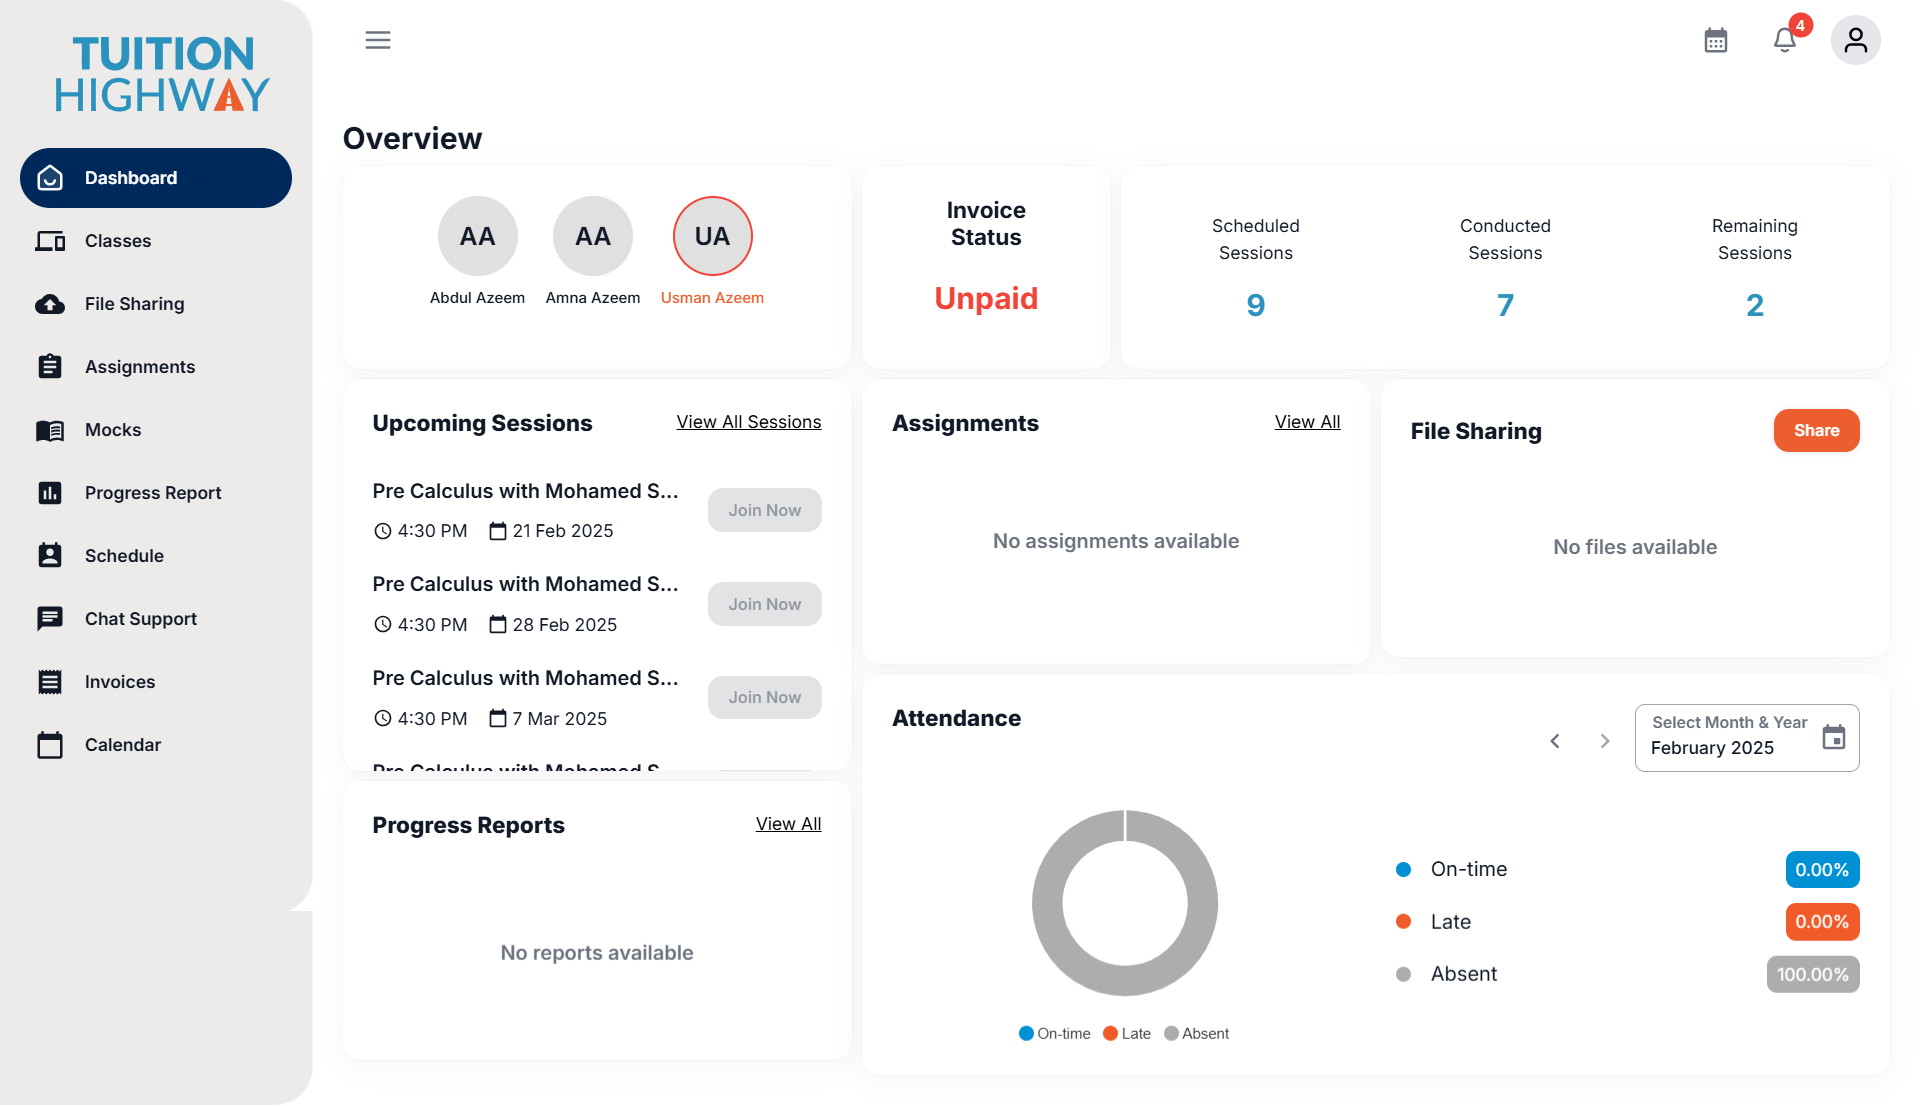 TUITION
HIGHWAY
4
Dashboard
Classes
File Sharing
Assignments
Mocks
Progress Report
Schedule
Chat Support
Invoices
Calendar
Overview
AA
AA
UA
Abdul Azeem
Amna Azeem
Usman Azeem
Invoice
Status
Unpaid
Scheduled
Sessions
9
Conducted
Sessions
7
Remaining
Sessions
2
Upcoming Sessions
View All Sessions
Pre Calculus with Mohamed S...
4:30 PM
21 Feb 2025
Join Now
Pre Calculus with Mohamed S...
4:30 PM
28 Feb 2025
Join Now
Pre Calculus with Mohamed S...
4:30 PM
7 Mar 2025
Join Now
Pre Calculus with Mohamed S...
Assignments
View All
No assignments available
File Sharing
Share
No files available
Progress Reports
View All
No reports available
Attendance
Select Month & Year
February 2025
On-time
0.00%
Late
0.00%
Absent
100.00%
On-time
Late
Absent